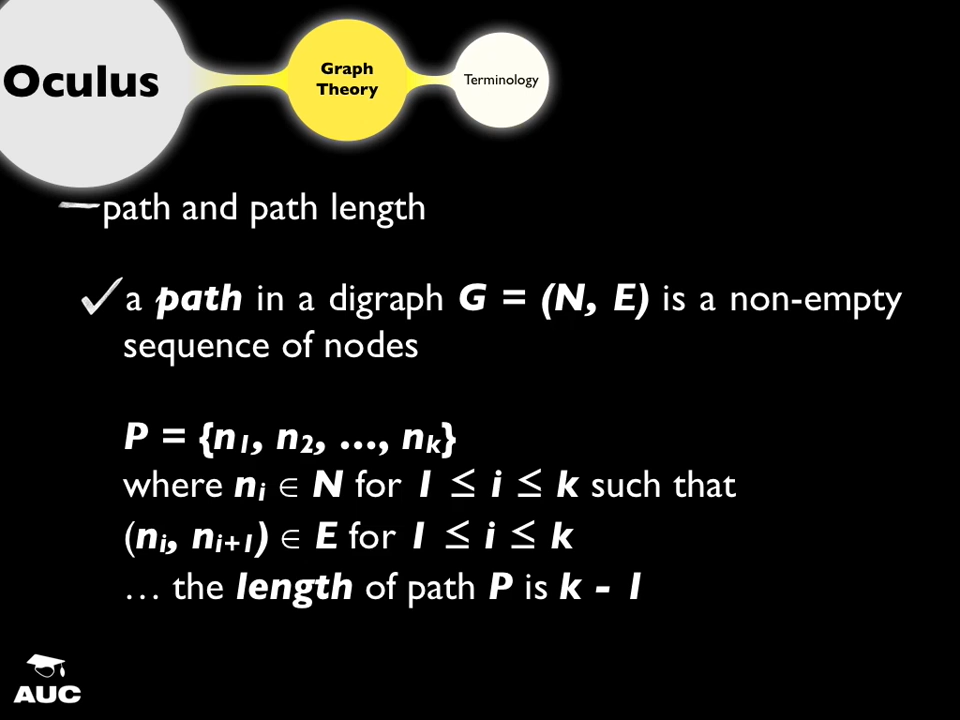 Oculus
Graph
Theory
Terminology
path and path length
a path in a digraph G = (N, E) is a non-empty
sequence of nodes
P = {n₁, n₂, ..., nₖ}
where nᵢ ∈ N for 1 ≤ i ≤ k such that
(nᵢ, nᵢ₊₁) ∈ E for 1 ≤ i ≤ k
… the length of path P is k - 1
AUC